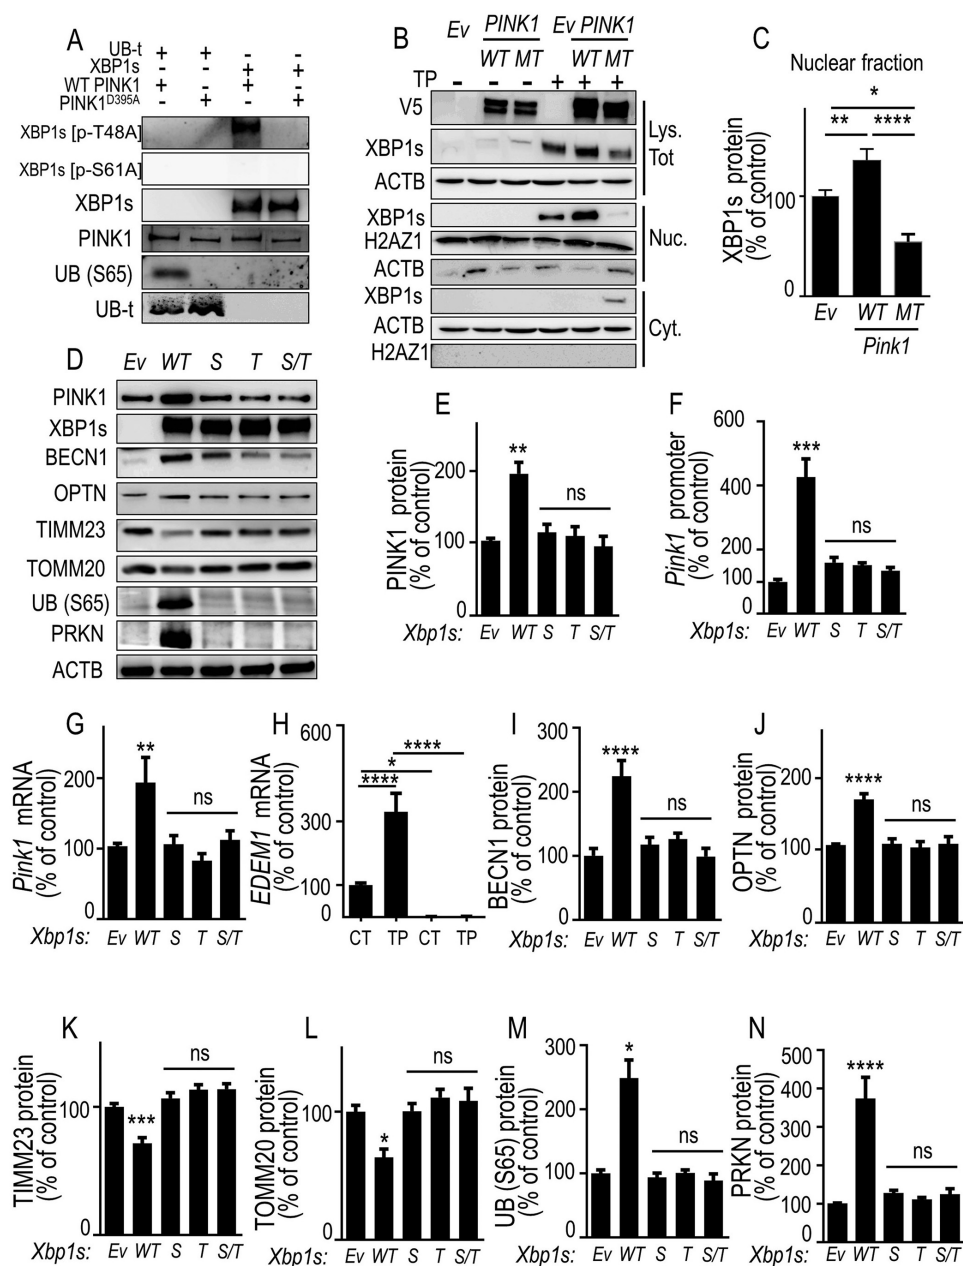 A
UB-t + + - -
XBP1s - - + +
WT PINK1 + - + -
PINK1D395A - + - +
XBP1s [p-T48A]
XBP1s [p-S61A]
XBP1s
PINK1
UB (S65)
UB-t
B
Ev PINK1 Ev PINK1
WT MT WT MT
TP - - - + + +
V5
XBP1s
ACTB
Lys.
Tot
XBP1s
H2AZ1
ACTB
Nuc.
XBP1s
ACTB
H2AZ1
Cyt.
C
Nuclear fraction
*
** ****
XBP1s protein
(% of control)
100
0
Ev WT MT
Pink1
D
Ev WT S T S/T
PINK1
XBP1s
BECN1
OPTN
TIMM23
TOMM20
UB (S65)
PRKN
ACTB
E
PINK1 protein
(% of control)
200
100
0
**
ns
Xbp1s: Ev WT S T S/T
F
Pink1 promoter
(% of control)
600
400
200
100
0
***
ns
Xbp1s: Ev WT S T S/T
G
Pink1 mRNA
(% of control)
200
100
0
**
ns
Xbp1s: Ev WT S T S/T
H
EDEM1 mRNA
(% of control)
600
300
100
0
****
*
****
CT TP CT TP
I
BECN1 protein
(% of control)
300
200
100
0
****
ns
Xbp1s: Ev WT S T S/T
J
OPTN protein
(% of control)
200
100
0
****
ns
Xbp1s: Ev WT S T S/T
K
TIMM23 protein
(% of control)
100
0
***
ns
Xbp1s: Ev WT S T S/T
L
TOMM20 protein
(% of control)
100
0
*
ns
Xbp1s: Ev WT S T S/T
M
UB (S65) protein
(% of control)
300
200
100
0
*
ns
Xbp1s: Ev WT S T S/T
N
PRKN protein
(% of control)
500
400
300
200
100
0
****
ns
Xbp1s: Ev WT S T S/T